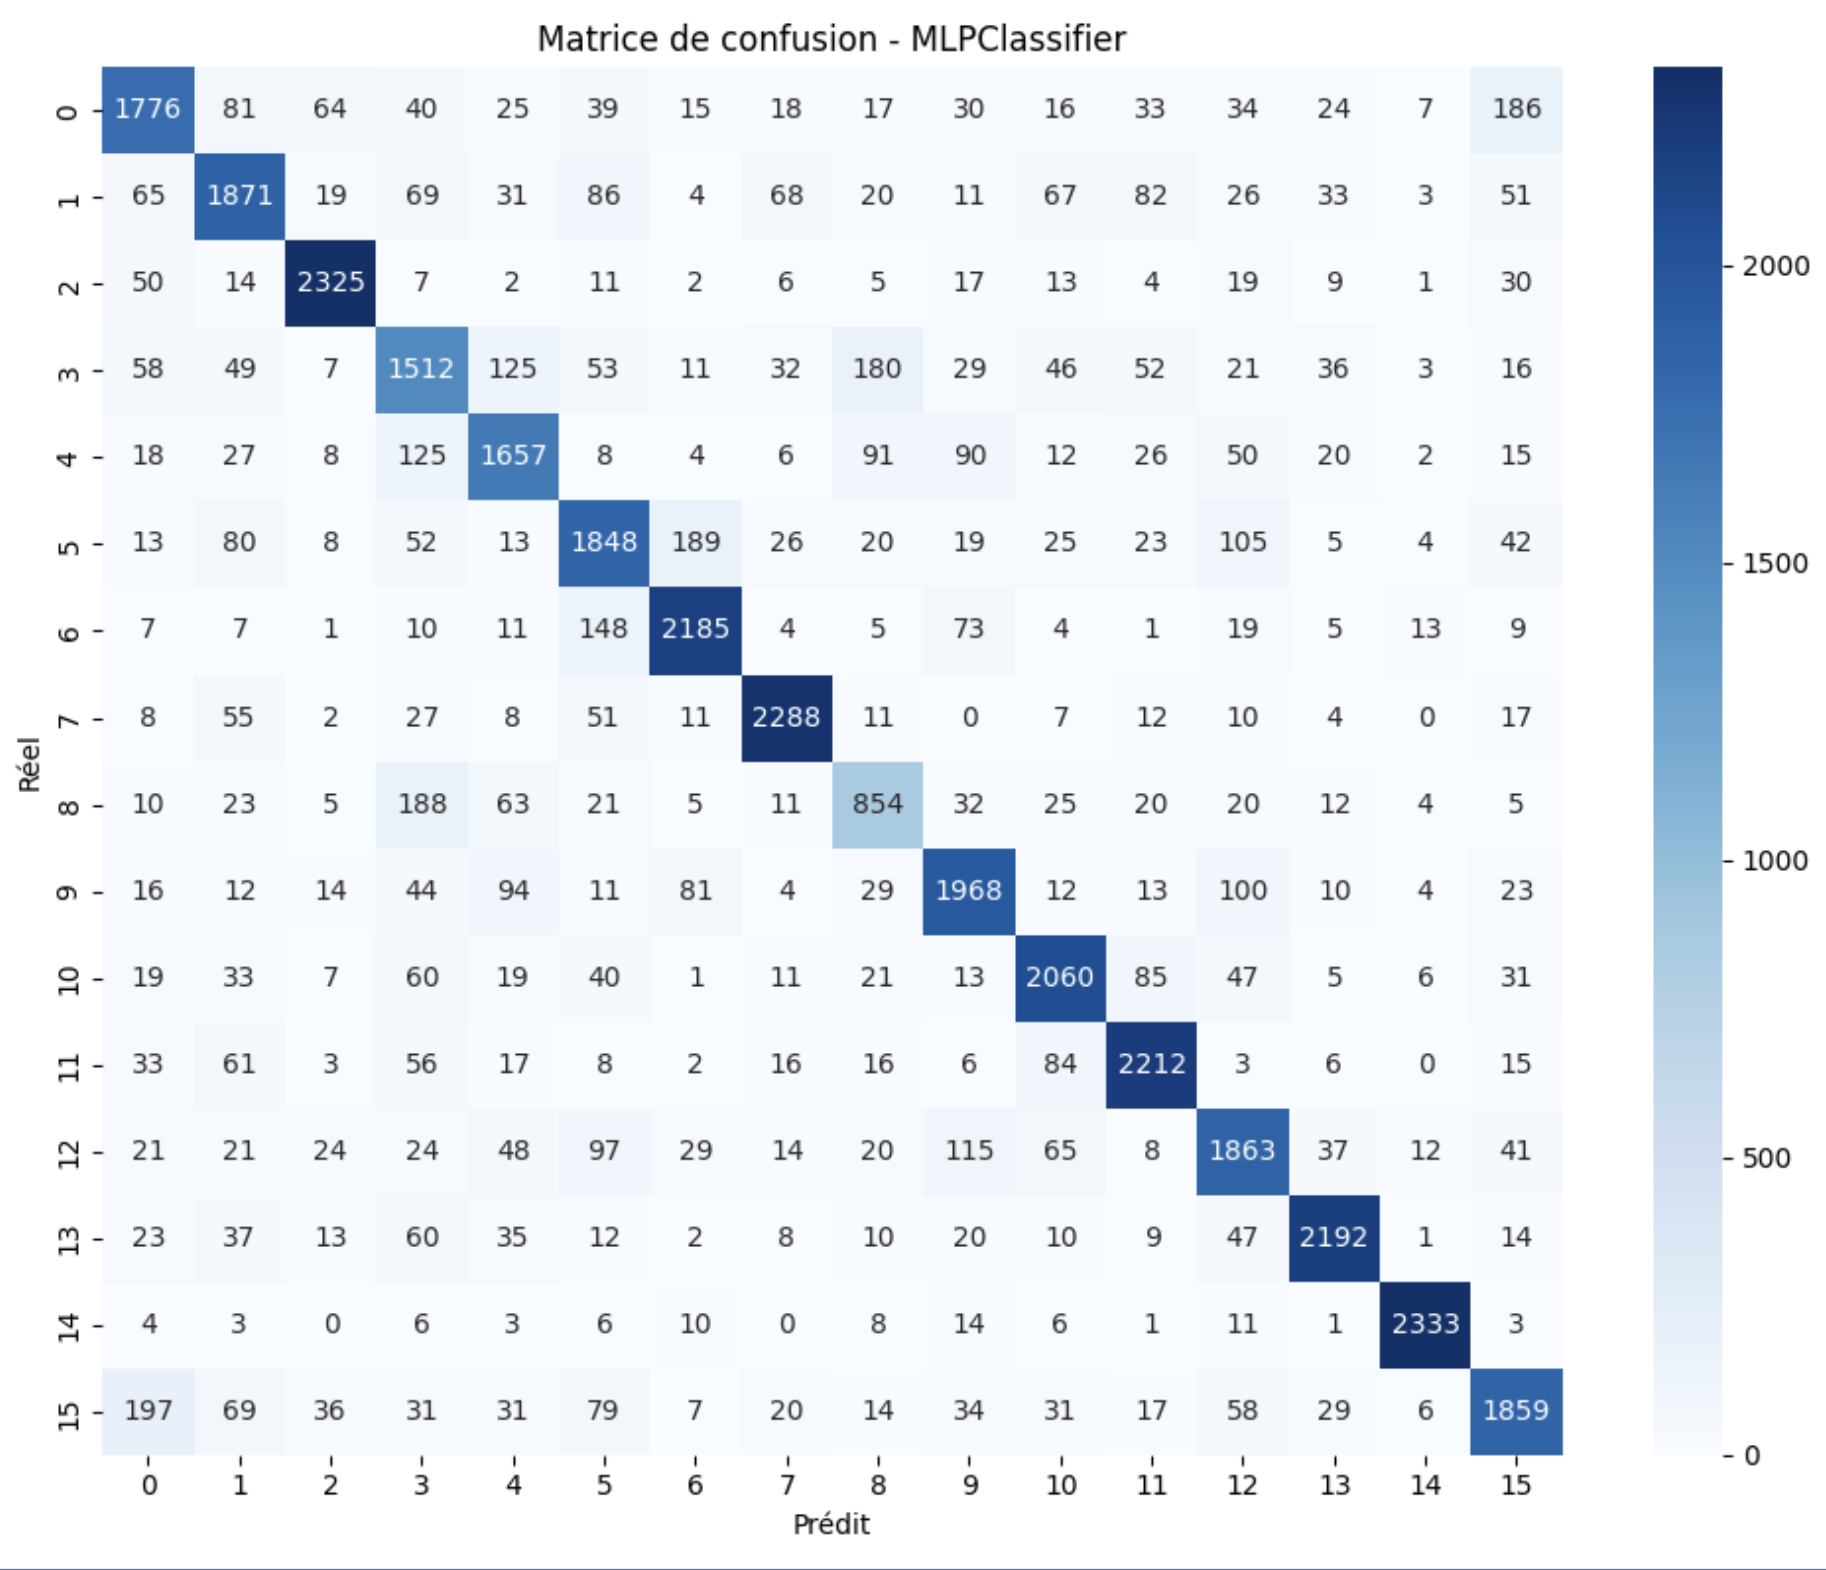 Matrice de confusion - MLPClassifier
0 1776 81 64 40 25 39 15 18 17 30 16 33 34 24 7 186
1 65 1871 19 69 31 86 4 68 20 11 67 82 26 33 3 51
2 50 14 2325 7 2 11 2 6 5 17 13 4 19 9 1 30
3 58 49 7 1512 125 53 11 32 180 29 46 52 21 36 3 16
4 18 27 8 125 1657 8 4 6 91 90 12 26 50 20 2 15
5 13 80 8 52 13 1848 189 26 20 19 25 23 105 5 4 42
6 7 7 1 10 11 148 2185 4 5 73 4 1 19 5 13 9
7 8 55 2 27 8 51 11 2288 11 0 7 12 10 4 0 17
8 10 23 5 188 63 21 5 11 854 32 25 20 20 12 4 5
9 16 12 14 44 94 11 81 4 29 1968 12 13 100 10 4 23
10 19 33 7 60 19 40 1 11 21 13 2060 85 47 5 6 31
11 33 61 3 56 17 8 2 16 16 6 84 2212 3 6 0 15
12 21 21 24 24 48 97 29 14 20 115 65 8 1863 37 12 41
13 23 37 13 60 35 12 2 8 10 20 10 9 47 2192 1 14
14 4 3 0 6 3 6 10 0 8 14 6 1 11 1 2333 3
15 197 69 36 31 31 79 7 20 14 34 31 17 58 29 6 1859
0 1 2 3 4 5 6 7 8 9 10 11 12 13 14 15
Prédit
Réel
2000
1500
1000
500
0